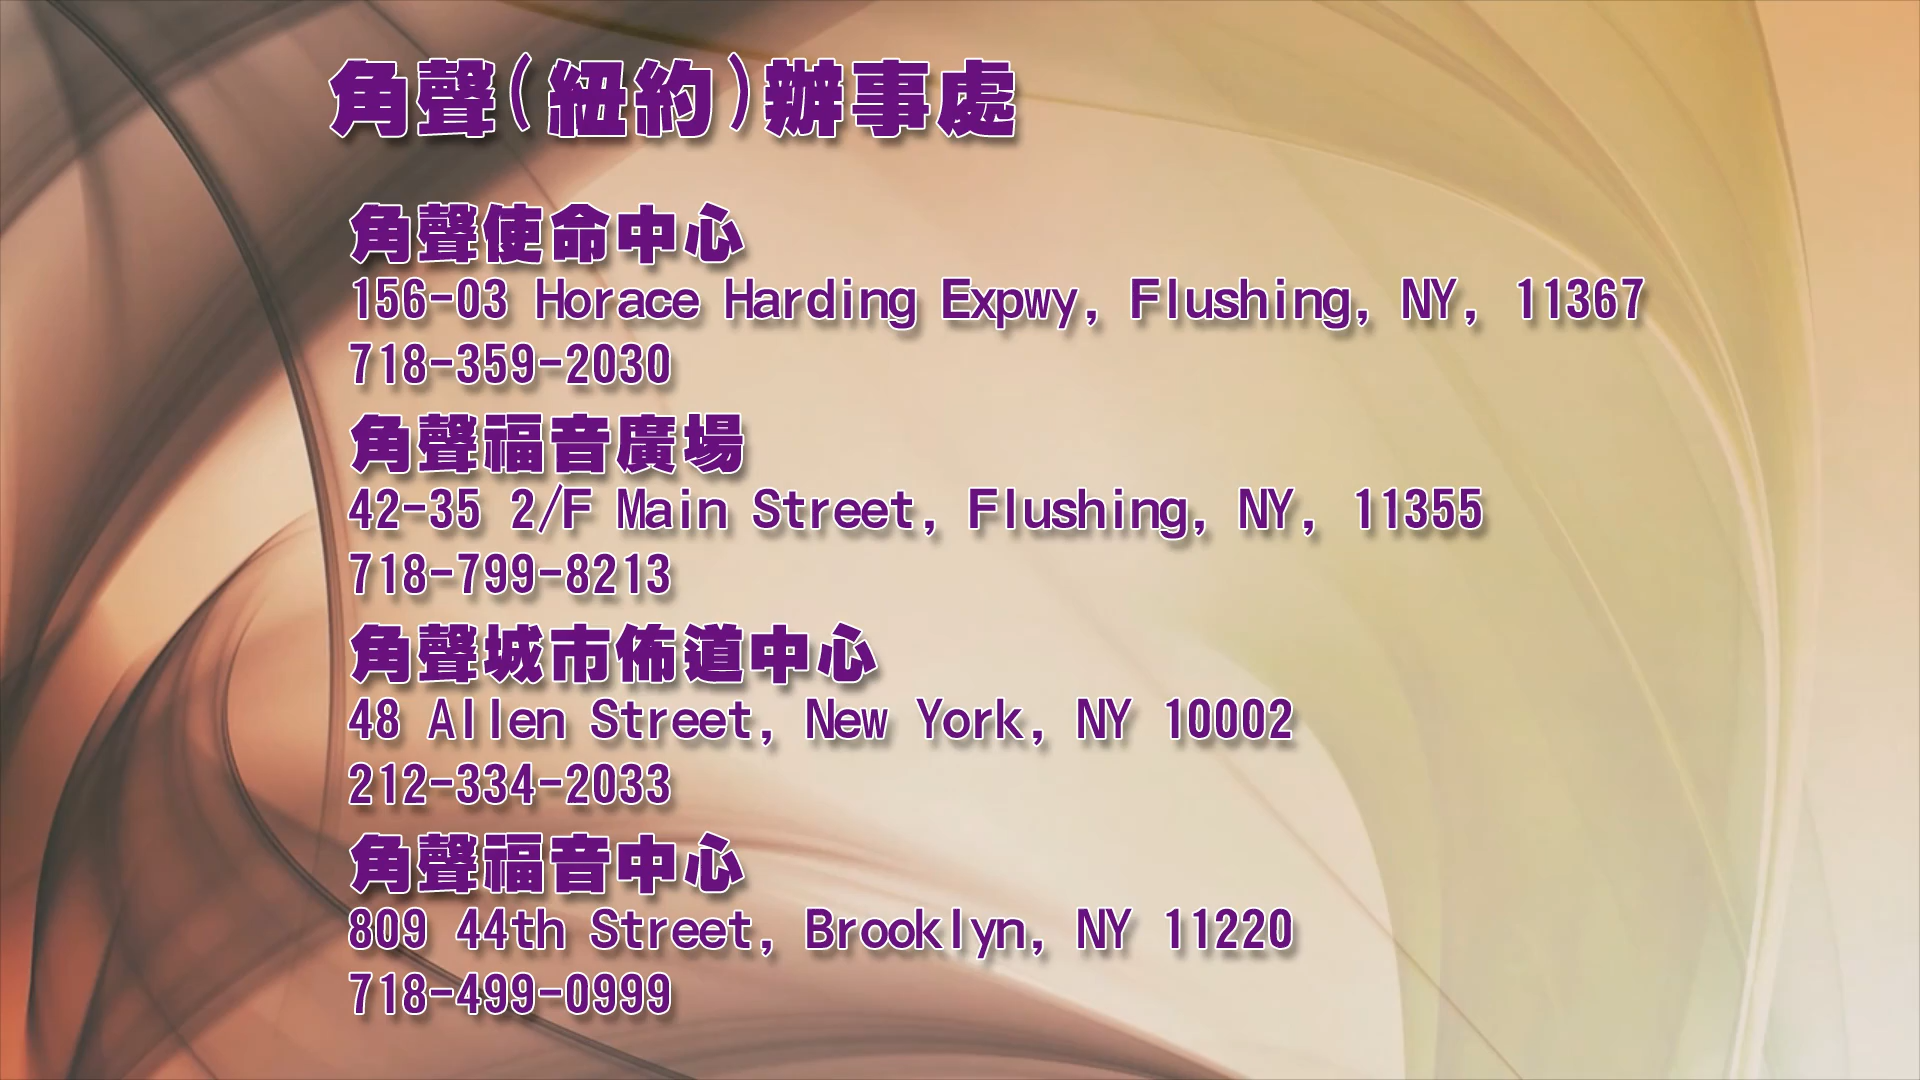 角聲(紐約)辦事處
角聲使命中心
156-03 Horace Harding Expwy, Flushing, NY, 11367
718-359-2030
角聲福音廣場
42-35 2/F Main Street, Flushing, NY, 11355
718-799-8213
角聲城市佈道中心
48 Allen Street, New York, NY 10002
212-334-2033
角聲福音中心
809 44th Street, Brooklyn, NY 11220
718-499-0999